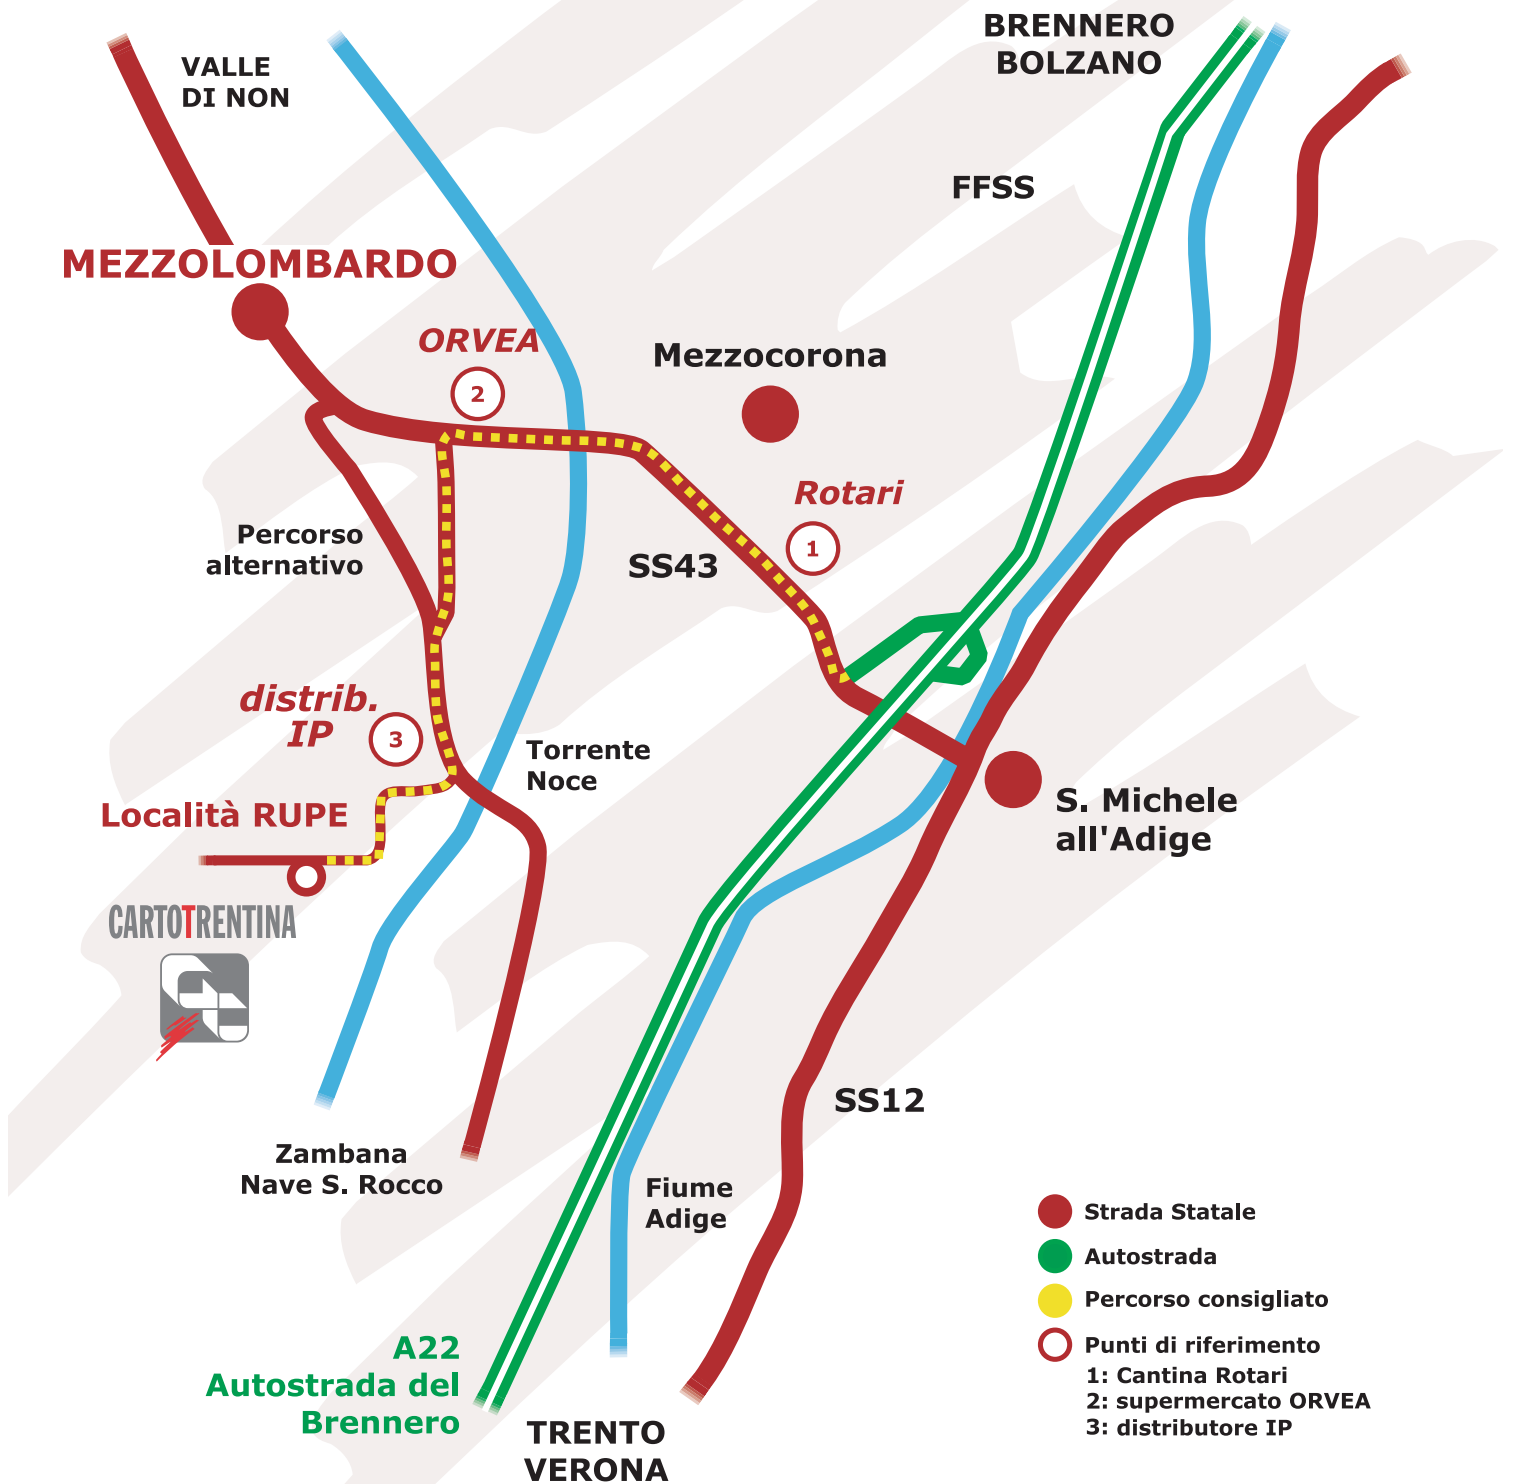 BRENNERO
BOLZANO
VALLE
DI NON
FFSS
MEZZOLOMBARDO
ORVEA
2
Mezzocorona
Rotari
1
Percorso
alternativo
SS43
distrib.
IP
3
Torrente
Noce
Località RUPE
S. Michele
all'Adige
CARTOTRENTINA
SS12
Zambana
Nave S. Rocco
Fiume
Adige
A22
Autostrada del
Brennero
TRENTO
VERONA
Strada Statale
Autostrada
Percorso consigliato
Punti di riferimento
1: Cantina Rotari
2: supermercato ORVEA
3: distributore IP